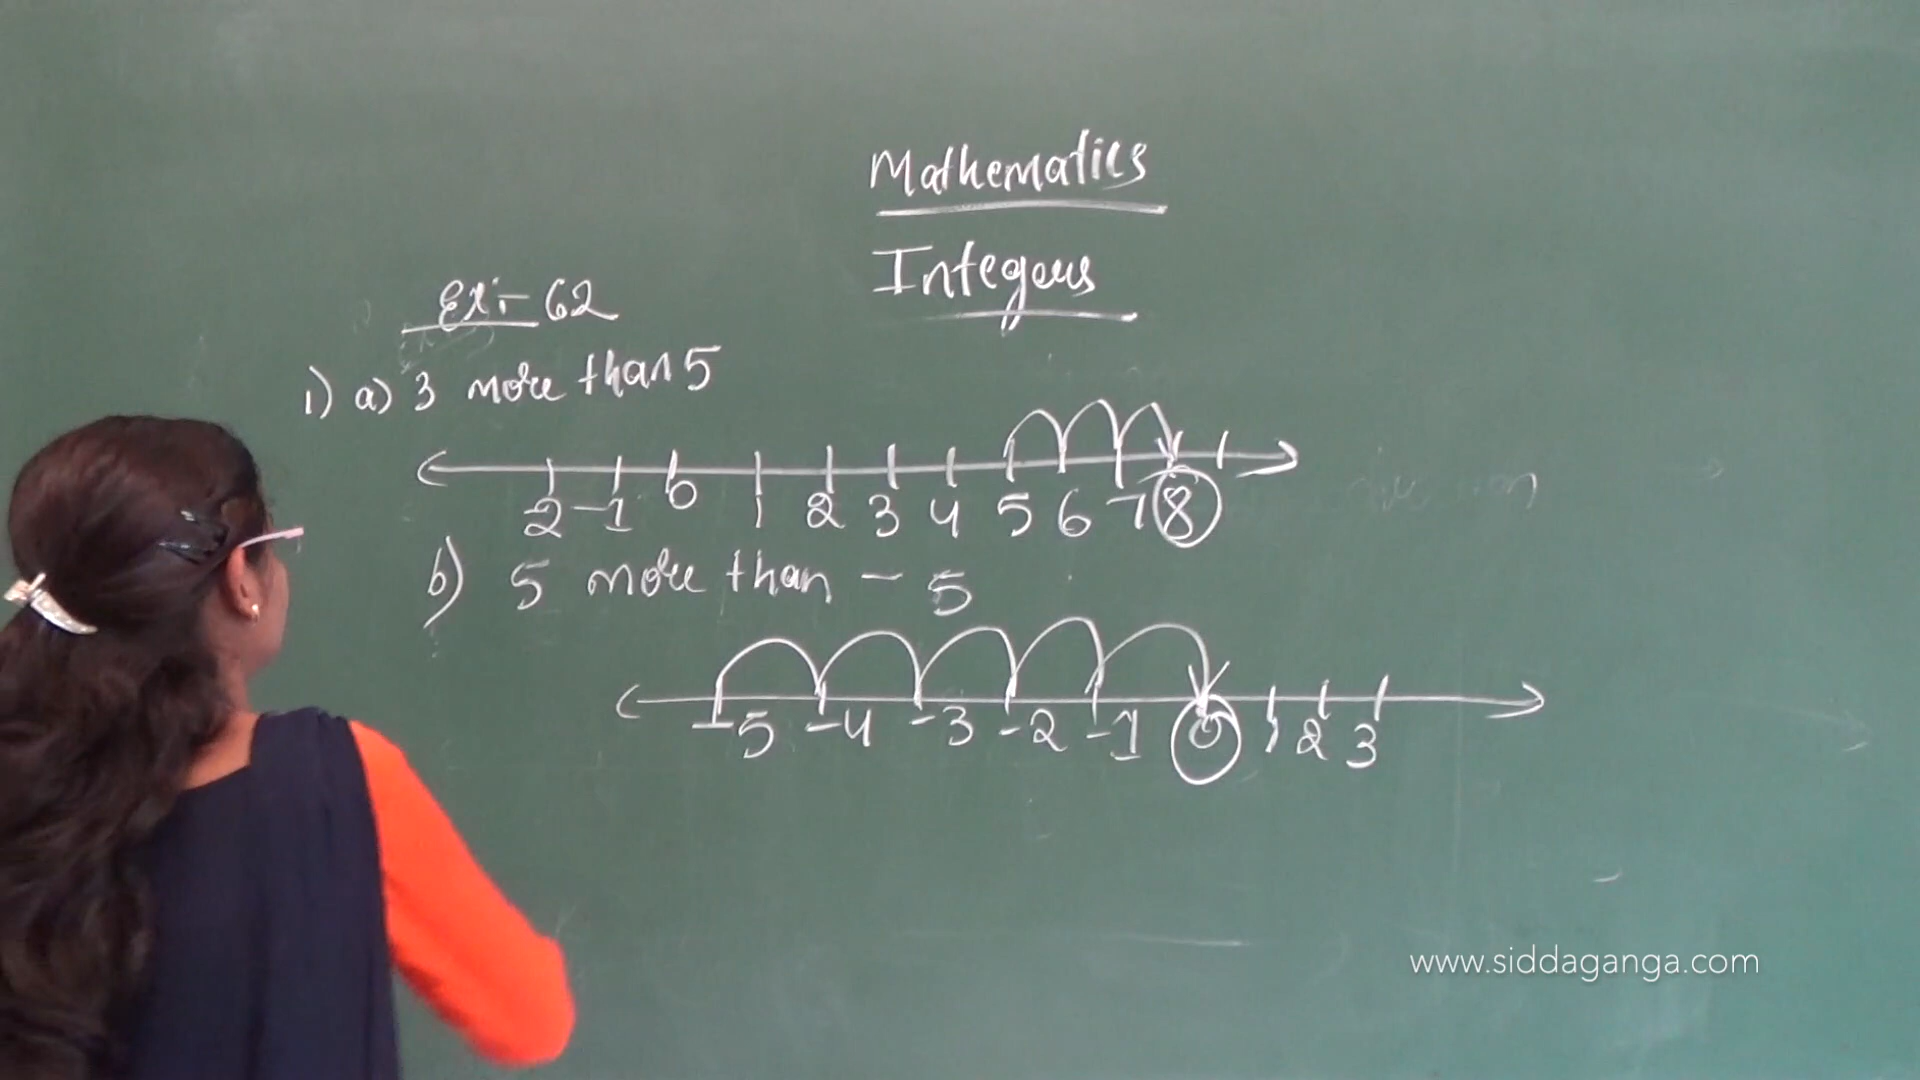 Mathematics
Integers
Ex:- 62
1) a) 3 more than 5
2 -1 0 1 2 3 4 5 6 7 8
b) 5 more than - 5
-5 -4 -3 -2 -1 0 1 2 3
www.siddaganga.com